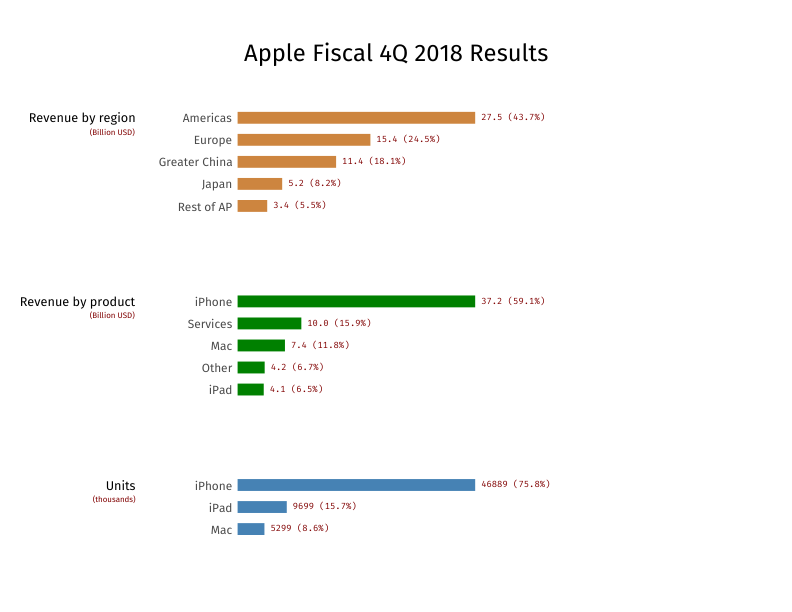 Apple Fiscal 4Q 2018 Results
Revenue by region
(Billion USD)
Americas 27.5 (43.7%)
Europe 15.4 (24.5%)
Greater China 11.4 (18.1%)
Japan 5.2 (8.2%)
Rest of AP 3.4 (5.5%)
Revenue by product
(Billion USD)
iPhone 37.2 (59.1%)
Services 10.0 (15.9%)
Mac 7.4 (11.8%)
Other 4.2 (6.7%)
iPad 4.1 (6.5%)
Units
(thousands)
iPhone 46889 (75.8%)
iPad 9699 (15.7%)
Mac 5299 (8.6%)